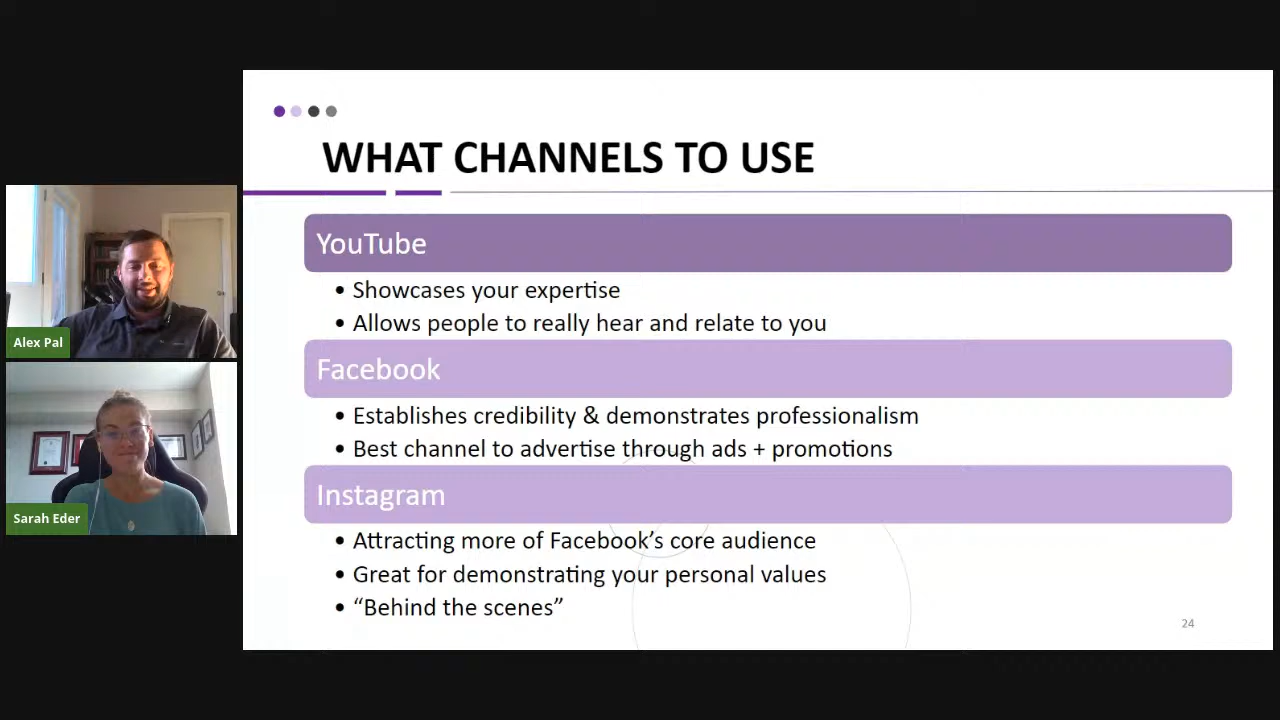 WHAT CHANNELS TO USE
YouTube
• Showcases your expertise
• Allows people to really hear and relate to you
Facebook
• Establishes credibility & demonstrates professionalism
• Best channel to advertise through ads + promotions
Instagram
• Attracting more of Facebook’s core audience
• Great for demonstrating your personal values
• “Behind the scenes”
24
Alex Pal
Sarah Eder